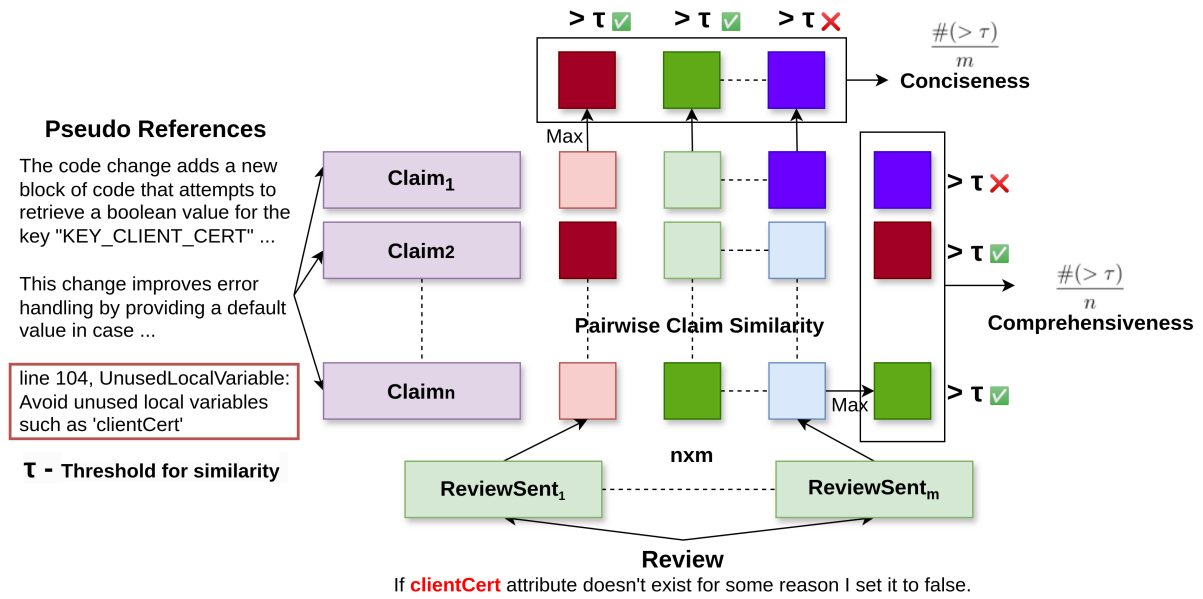 > τ ✅ > τ ✅ > τ ❌
#(> τ)
m
Conciseness
Pseudo References
The code change adds a new
block of code that attempts to
retrieve a boolean value for the
key "KEY_CLIENT_CERT" ...
This change improves error
handling by providing a default
value in case ...
line 104, UnusedLocalVariable:
Avoid unused local variables
such as 'clientCert'
τ - Threshold for similarity
Claim1
Claim2
Claimn
Max
Pairwise Claim Similarity
Max
nxm
> τ ❌
> τ ✅
> τ ✅
#(> τ)
n
Comprehensiveness
ReviewSent1
ReviewSentm
Review
If clientCert attribute doesn't exist for some reason I set it to false.